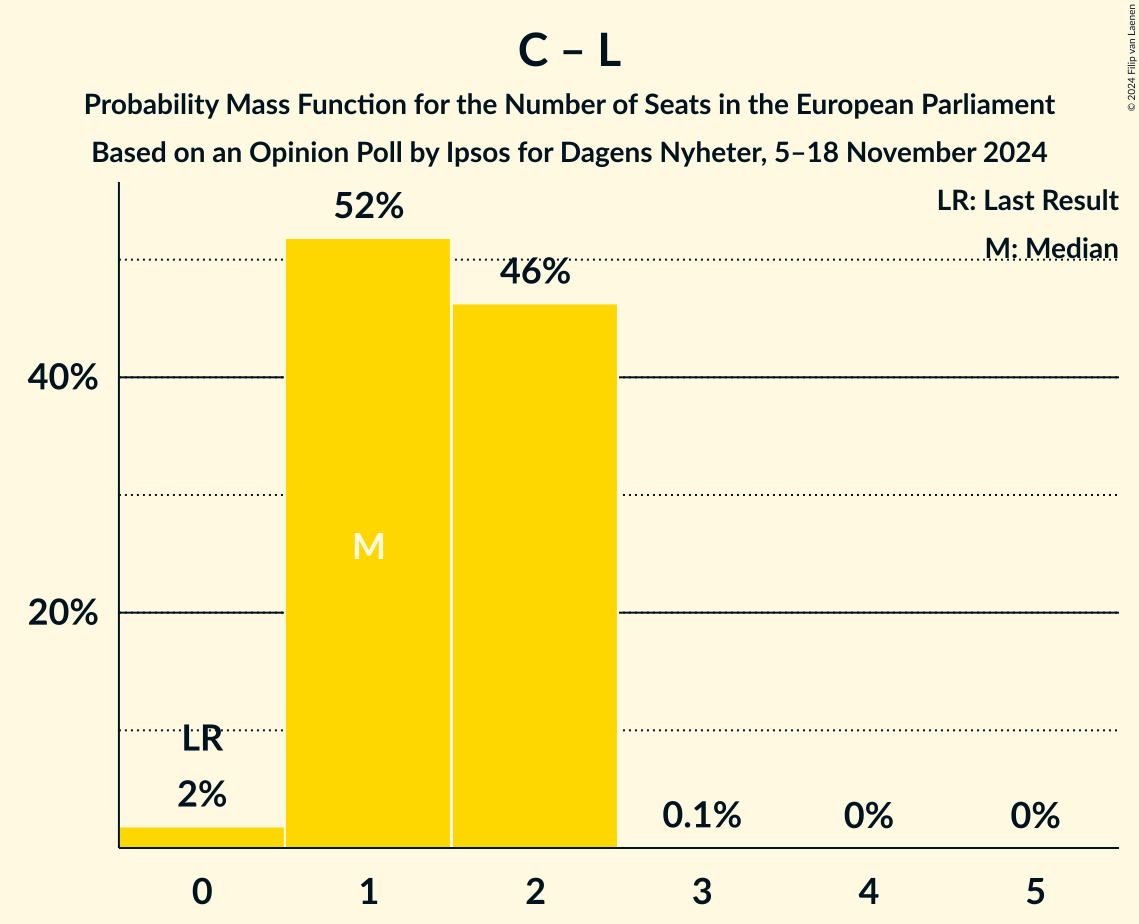 C – L
Probability Mass Function for the Number of Seats in the European Parliament
Based on an Opinion Poll by Ipsos for Dagens Nyheter, 5–18 November 2024
© 2024 Filip van Laenen
LR: Last Result
M: Median
52%
46%
40%
M
20%
LR
2%
0.1%
0%
0%
0 1 2 3 4 5